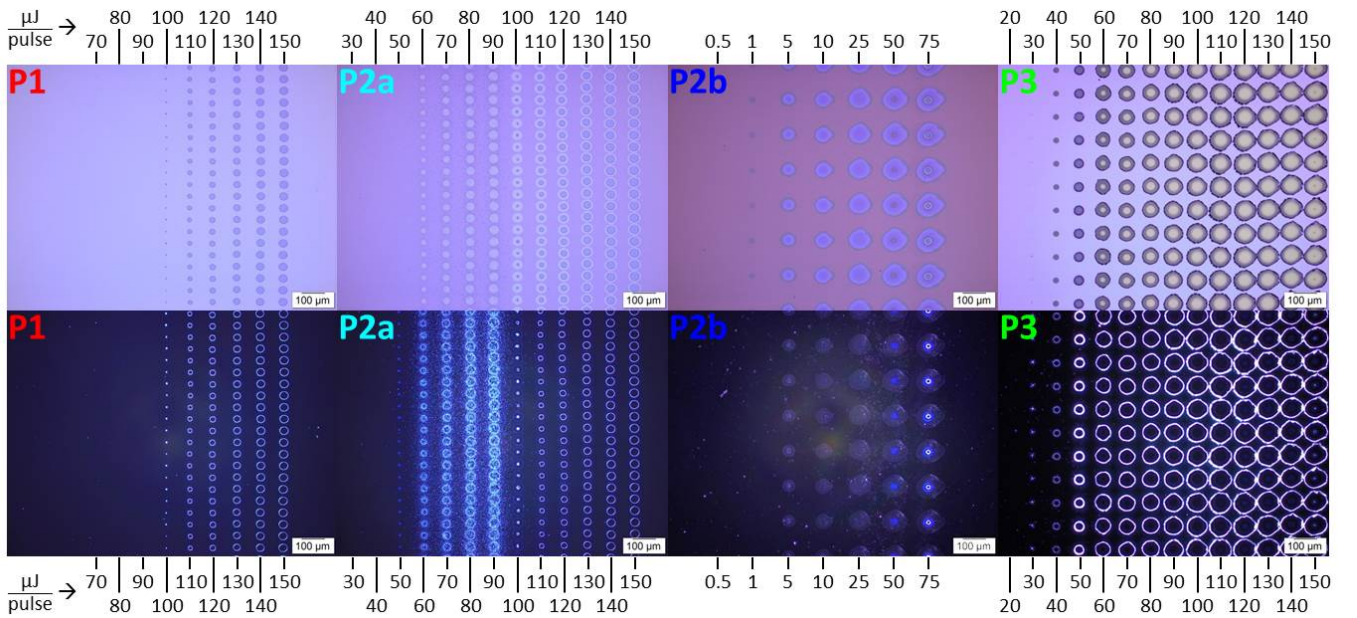 µJ 80 100 120 140 40 60 80 100 120 140 20 40 60 80 100 120 140
pulse → 70 90 110 130 150 30 50 70 90 110 130 150 0.5 1 5 10 25 50 75 30 50 70 90 110 130 150
P1 P2a P2b P3
100 µm 100 µm 100 µm 100 µm
P1 P2a P2b P3
100 µm 100 µm 100 µm 100 µm
µJ → 70 90 110 130 150 30 50 70 90 110 130 150 0.5 1 5 10 25 50 75 30 50 70 90 110 130 150
pulse 80 100 120 140 40 60 80 100 120 140 20 40 60 80 100 120 140